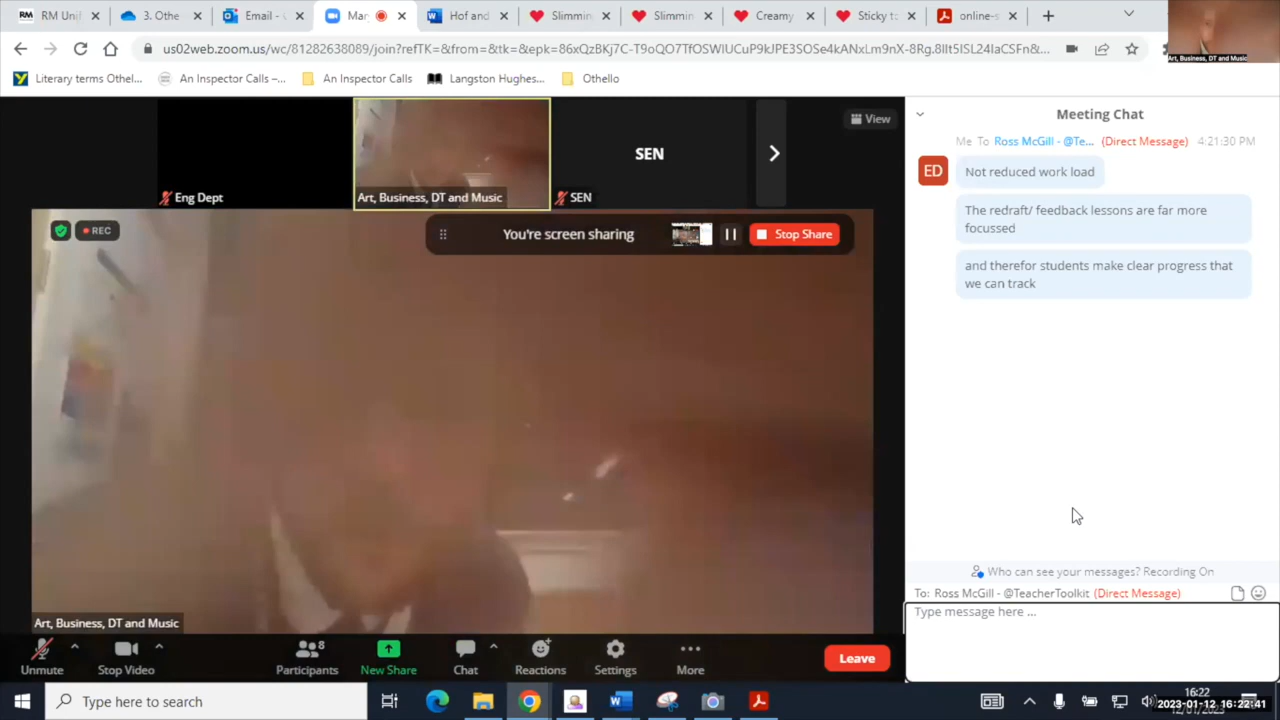 RM Unif
3. Othe
Email - (
Mar
Hof and
Slimmin
Slimmin
Creamy
Sticky t
online-s
us02web.zoom.us/wc/81282638089/join?refTK=&from=&tk=&epk=
Literary terms Othel...
An Inspector Calls –...
An Inspector Calls
Langston Hughes...
Othello
Art, Business, DT and Music
Eng Dept
Art, Business, DT and Music
SEN
SEN
View
REC
You're screen sharing
Stop Share
Art, Business, DT and Music
Unmute
Stop Video
8
Participants
New Share
Chat
Reactions
Settings
More
Leave
Meeting Chat
Me To Ross McGill - @Te... (Direct Message) 4:21:30 PM
ED
Not reduced work load
The redraft/ feedback lessons are far more
focussed
and therefor students make clear progress that
we can track
Who can see your messages? Recording On
To: Ross McGill - @TeacherToolkit (Direct Message)
Type message here ...
Type here to search
16:22
2023-01-12 16:22:41